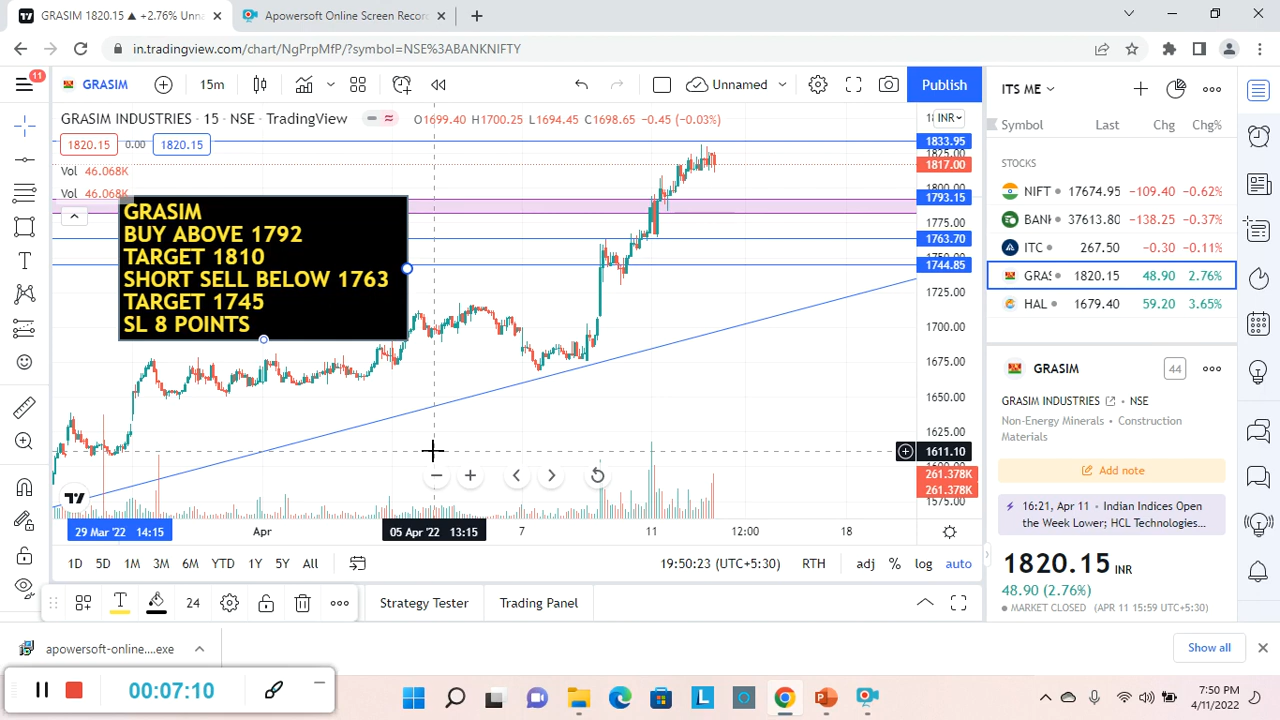 GRASIM 1820.15 ▲ +2.76% Unna
Apowersoft Online Screen Recor
in.tradingview.com/chart/NgPrpMfP/?symbol=NSE%3ABANKNIFTY
11
GRASIM
15m
Unnamed
Publish
ITS ME
GRASIM INDUSTRIES · 15 · NSE · TradingView
O1699.40 H1700.25 L1694.45 C1698.65 -0.45 (-0.03%)
INR
Symbol Last Chg Chg%
1820.15 0.00 1820.15
Vol 46.068K
Vol 46.068K
GRASIM
BUY ABOVE 1792
TARGET 1810
SHORT SELL BELOW 1763
TARGET 1745
SL 8 POINTS
1833.95
1825.00
1817.00
1800.00
1793.15
1775.00
1763.70
1744.85
1725.00
1700.00
1675.00
1650.00
1625.00
1611.10
261.378K
261.378K
1575.00
29 Mar '22 14:15
Apr
05 Apr '22 13:15
7
11
12:00
18
1D 5D 1M 3M 6M YTD 1Y 5Y All
19:50:23 (UTC+5:30)
RTH
adj % log auto
24
Strategy Tester
Trading Panel
STOCKS
NIFT 17674.95 -109.40 -0.62%
BANK 37613.80 -138.25 -0.37%
ITC 267.50 -0.30 -0.11%
GRAS 1820.15 48.90 2.76%
HAL 1679.40 59.20 3.65%
GRASIM
44
GRASIM INDUSTRIES · NSE
Non-Energy Minerals · Construction
Materials
Add note
16:21, Apr 11 · Indian Indices Open
the Week Lower; HCL Technologies...
1820.15 INR
48.90 (2.76%)
MARKET CLOSED (APR 11 15:59 UTC+5:30)
apowersoft-online....exe
Show all
00:07:10
L
7:50 PM
4/11/2022